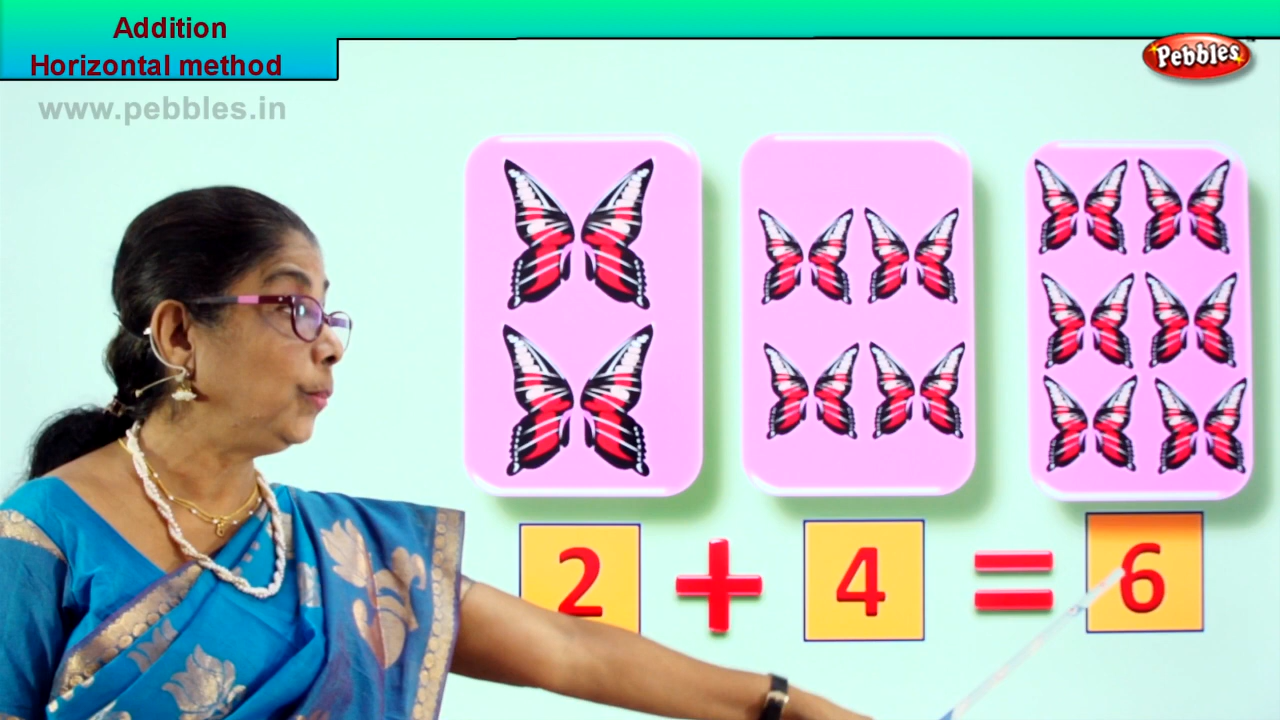 Addition
Horizontal method
Pebbles
www.pebbles.in
2 + 4 = 6